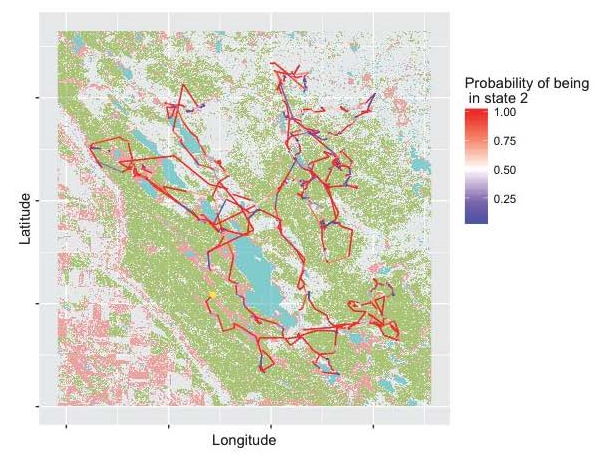 Probability of being
in state 2
1.00
0.75
0.50
0.25
Latitude
Longitude